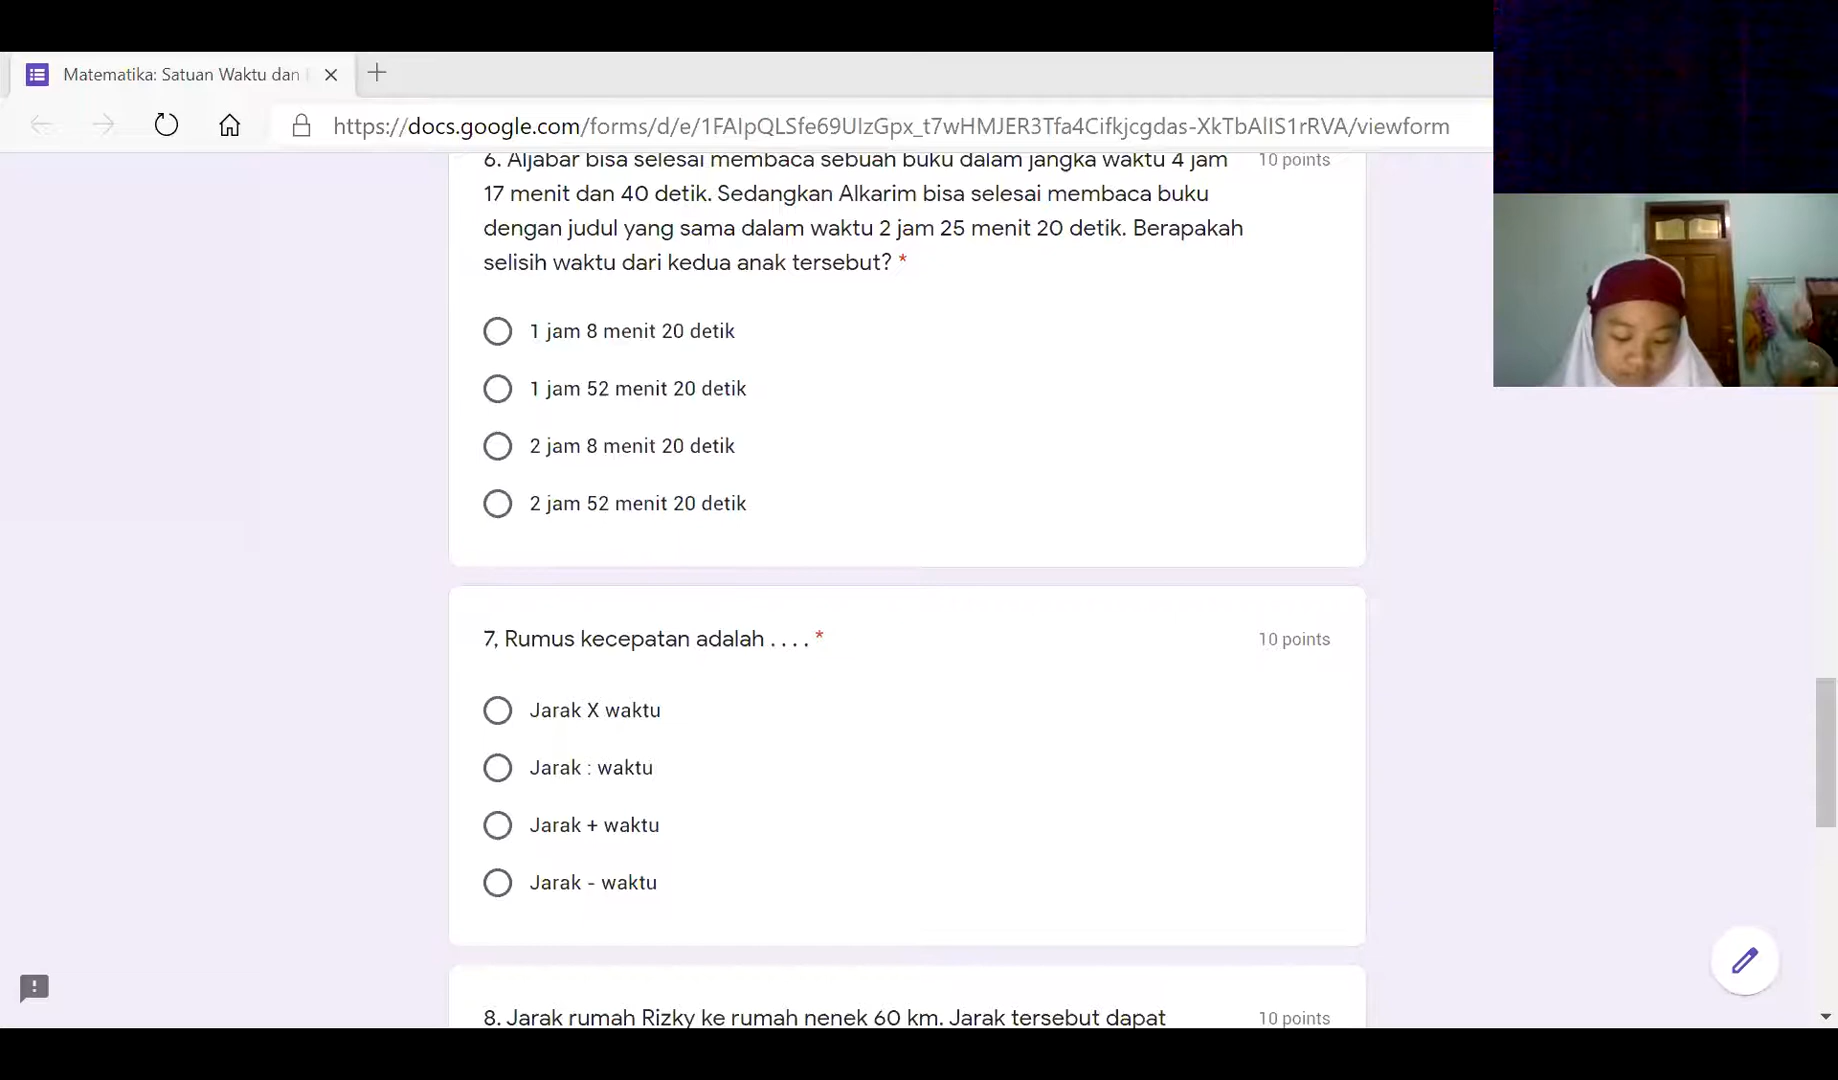 Matematika: Satuan Waktu dan
https://docs.google.com/forms/d/e/1FAIpQLSfe69UIzGpx_t7wHMJER3Tfa4Cifkjcgdas-XkTbAlIS1rRVA/viewform
6. Aljabar bisa selesai membaca sebuah buku dalam jangka waktu 4 jam
10 points
17 menit dan 40 detik. Sedangkan Alkarim bisa selesai membaca buku
dengan judul yang sama dalam waktu 2 jam 25 menit 20 detik. Berapakah
selisih waktu dari kedua anak tersebut? *
1 jam 8 menit 20 detik
1 jam 52 menit 20 detik
2 jam 8 menit 20 detik
2 jam 52 menit 20 detik
7, Rumus kecepatan adalah . . . . *
10 points
Jarak X waktu
Jarak : waktu
Jarak + waktu
Jarak - waktu
8. Jarak rumah Rizky ke rumah nenek 60 km. Jarak tersebut dapat
10 points